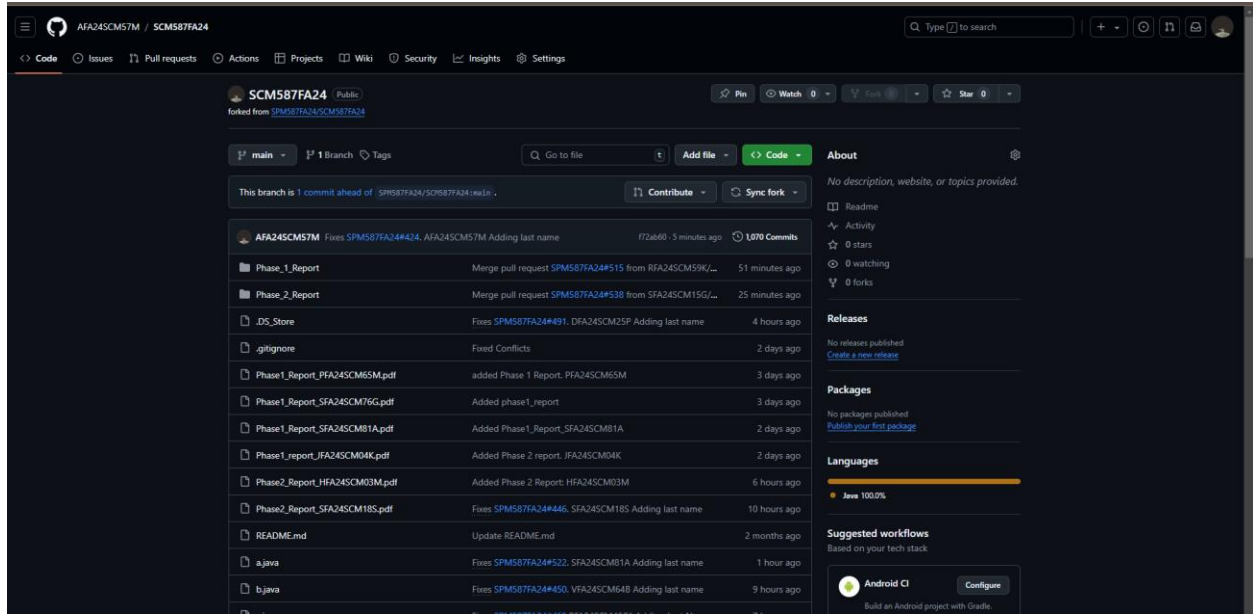 AFA24SCM57M / SCM587FA24
Type / to search
Code Issues Pull requests Actions Projects Wiki Security Insights Settings
SCM587FA24 Public
Pin Watch 0 Fork Star 0
forked from SPM587FA24/SCM587FA24
main 1 Branch Tags
Go to file t Add file Code
This branch is 1 commit ahead of SPM587FA24/SCM587FA24:main .
Contribute Sync fork
AFA24SCM57M Fixes SPM587FA24#424. AFA24SCM57M Adding last name f72ab60 · 5 minutes ago 1,070 Commits
Phase_1_Report Merge pull request SPM587FA24#515 from RFA24SCM59K/... 51 minutes ago
Phase_2_Report Merge pull request SPM587FA24#538 from SFA24SCM15G/... 25 minutes ago
.DS_Store Fixes SPM587FA24#491. DFA24SCM25P Adding last name 4 hours ago
.gitignore Fixed Conflicts 2 days ago
Phase1_Report_PFA24SCM65M.pdf added Phase 1 Report. PFA24SCM65M 3 days ago
Phase1_Report_SFA24SCM76G.pdf Added phase1_report 3 days ago
Phase1_Report_SFA24SCM81A.pdf Added Phase1_Report_SFA24SCM81A 2 days ago
Phase1_report_JFA24SCM04K.pdf Added Phase 2 report. JFA24SCM04K 2 days ago
Phase2_Report_HFA24SCM03M.pdf Added Phase 2 Report: HFA24SCM03M 6 hours ago
Phase2_Report_SFA24SCM18S.pdf Fixes SPM587FA24#446. SFA24SCM18S Adding last name 10 hours ago
README.md Update README.md 2 months ago
a.java Fixes SPM587FA24#522. SFA24SCM81A Adding last name 1 hour ago
b.java Fixes SPM587FA24#450. VFA24SCM64B Adding last name 9 hours ago
About
No description, website, or topics provided.
Readme
Activity
0 stars
0 watching
0 forks
Releases
No releases published
Create a new release
Packages
No packages published
Publish your first package
Languages
Java 100.0%
Suggested workflows
Based on your tech stack
Android CI Configure
Build an Android project with Gradle.